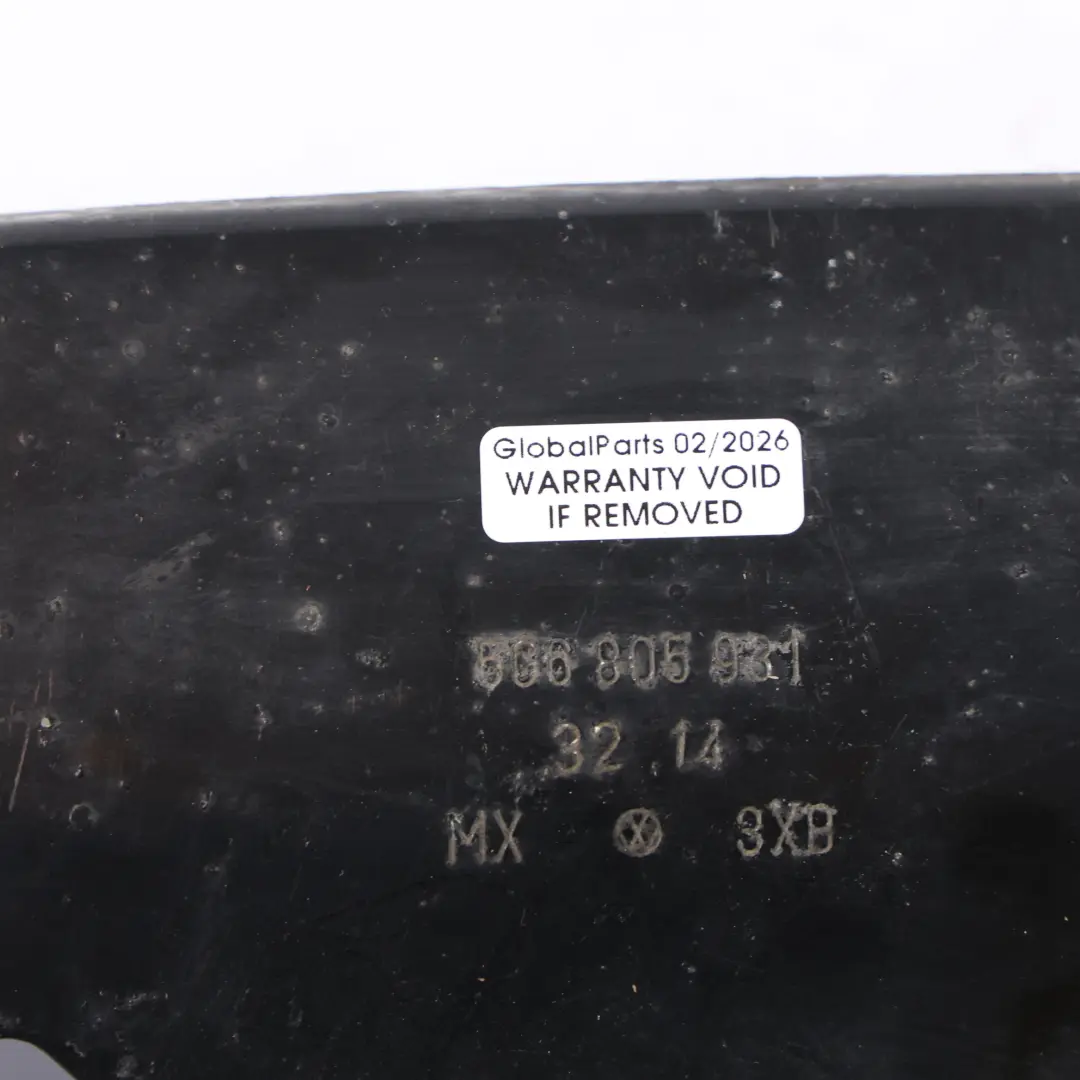 GlobalParts 02/2026
WARRANTY VOID
IF REMOVED
5G6 805 931
32 14
MX 3XB